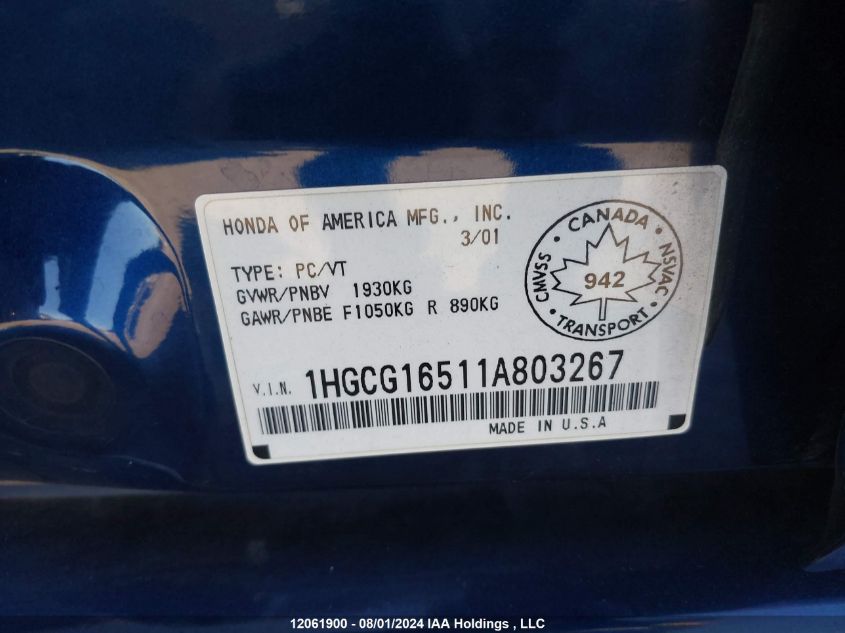 HONDA OF AMERICA MFG., INC.
3/01
TYPE: PC/VT
GVWR/PNBV 1930KG
GAWR/PNBE F1050KG R 890KG
CANADA • NSVAC • TRANSPORT • CMVSS •
942
V.I.N. 1HGCG16511A803267
MADE IN U.S.A
12061900 - 08/01/2024 IAA Holdings , LLC